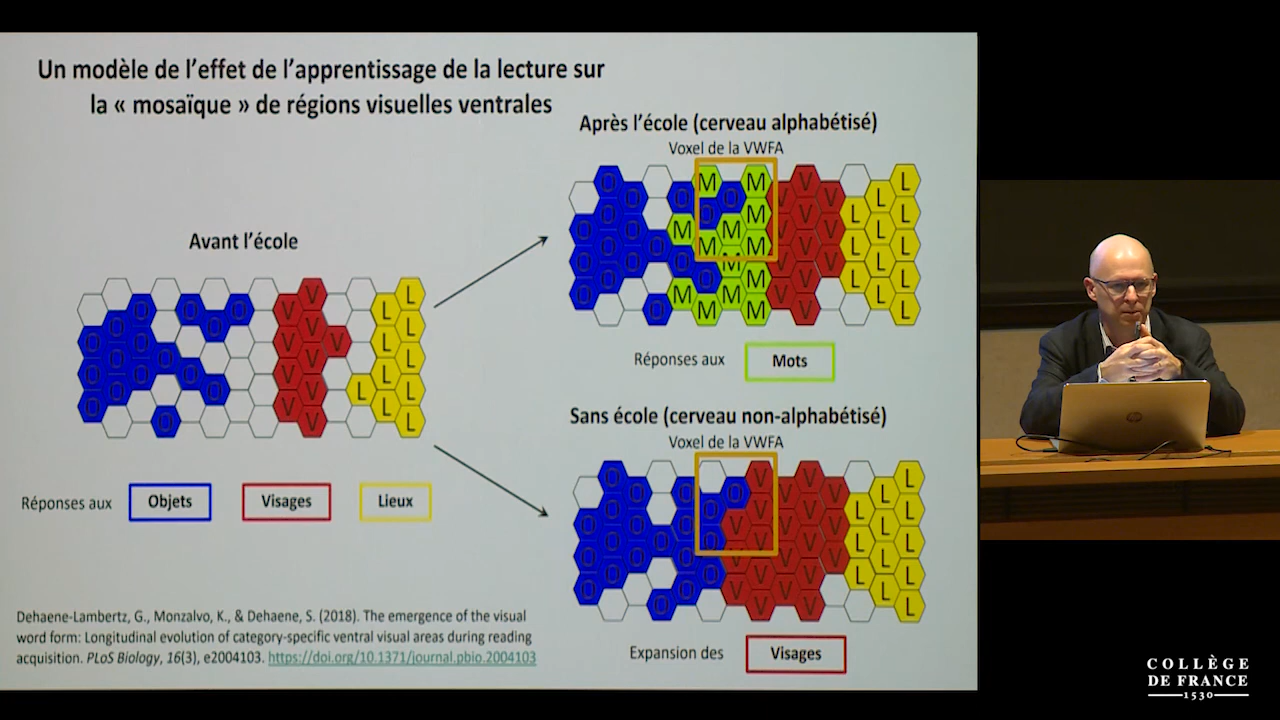 Un modèle de l'effet de l'apprentissage de la lecture sur
la « mosaïque » de régions visuelles ventrales
Avant l'école
Réponses aux Objets Visages Lieux
Après l'école (cerveau alphabétisé)
Voxel de la VWFA
Réponses aux Mots
Sans école (cerveau non-alphabétisé)
Voxel de la VWFA
Expansion des Visages
Dehaene-Lambertz, G., Monzalvo, K., & Dehaene, S. (2018). The emergence of the visual
word form: Longitudinal evolution of category-specific ventral visual areas during reading
acquisition. PLoS Biology, 16(3), e2004103. https://doi.org/10.1371/journal.pbio.2004103
COLLÈGE
DE FRANCE
1530